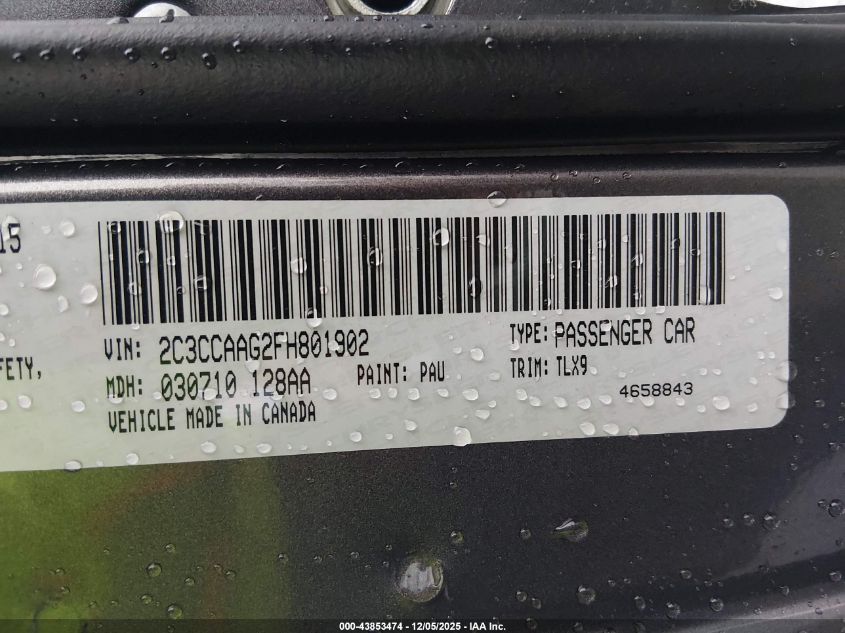 15
VIN: 2C3CCAAG2FH801902
TYPE: PASSENGER CAR
FETY,
MDH: 030710 128AA
PAINT: PAU
TRIM: TLX9
4658843
VEHICLE MADE IN CANADA
000-43853474 - 12/05/2025 - IAA Inc.